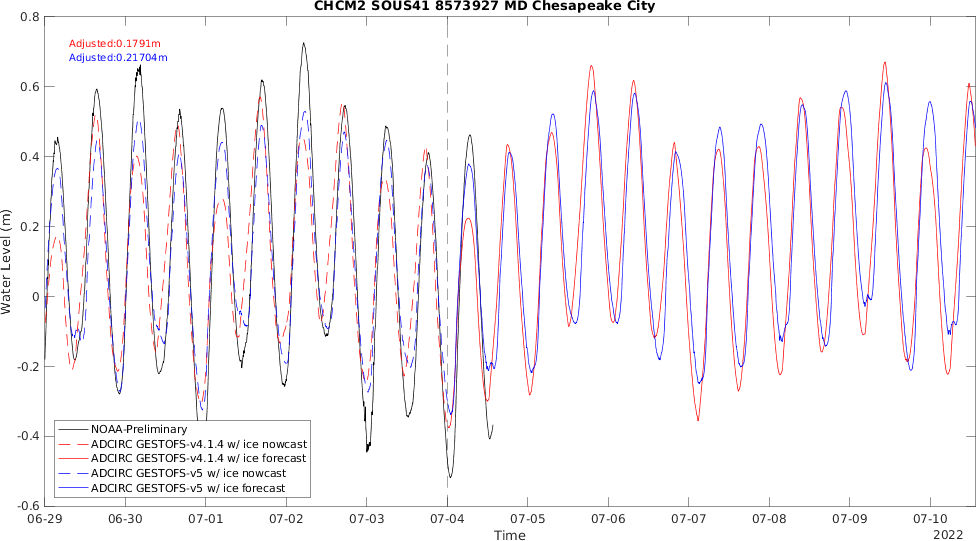 CHCM2 SOUS41 8573927 MD Chesapeake City
Adjusted:0.1791m
Adjusted:0.21704m
Water Level (m)
0.8
0.6
0.4
0.2
0
-0.2
-0.4
-0.6
NOAA-Preliminary
ADCIRC GESTOFS-v4.1.4 w/ ice nowcast
ADCIRC GESTOFS-v4.1.4 w/ ice forecast
ADCIRC GESTOFS-v5 w/ ice nowcast
ADCIRC GESTOFS-v5 w/ ice forecast
06-29 06-30 07-01 07-02 07-03 07-04 07-05 07-06 07-07 07-08 07-09 07-10
Time
2022